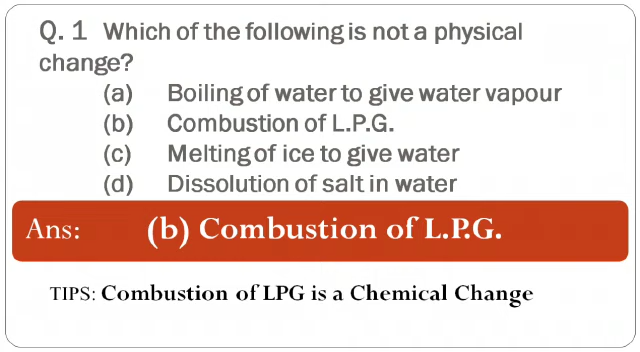 Q. 1 Which of the following is not a physical
change?
(a) Boiling of water to give water vapour
(b) Combustion of L.P.G.
(c) Melting of ice to give water
(d) Dissolution of salt in water
Ans: (b) Combustion of L.P.G.
TIPS: Combustion of LPG is a Chemical Change